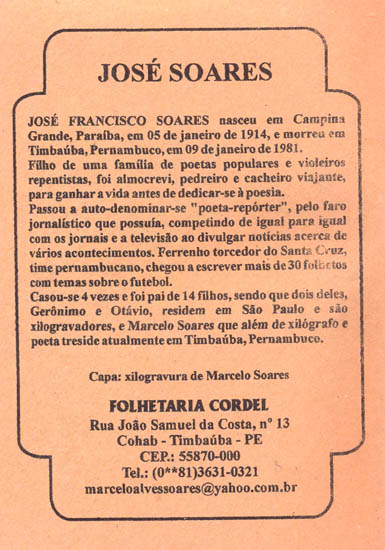 JOSÉ SOARES
JOSÉ FRANCISCO SOARES nasceu em Campina
Grande, Paraíba, em 05 de janeiro de 1914, e morreu em
Timbaúba, Pernambuco, em 09 de janeiro de 1981.
Filho de uma família de poetas populares e violeiros
repentistas, foi almocrevi, pedreiro e cacheiro viajante,
para ganhar a vida antes de dedicar-se à poesia.
Passou a auto-denominar-se "poeta-repórter", pelo faro
jornalístico que possuía, competindo de igual para igual
com os jornais e a televisão ao divulgar notícias acerca de
vários acontecimentos. Ferrenho torcedor do Santa Cruz,
time pernambucano, chegou a escrever mais de 30 folhetos
com temas sobre o futebol.
Casou-se 4 vezes e foi pai de 14 filhos, sendo que dois deles,
Gerônimo e Otávio, residem em São Paulo e são
xilogravadores, e Marcelo Soares que além de xilógrafo e
poeta treside atualmente em Timbaúba, Pernambuco.
Capa: xilogravura de Marcelo Soares
FOLHETARIA CORDEL
Rua João Samuel da Costa, nº 13
Cohab - Timbaúba - PE
CEP.: 55870-000
Tel.: (0**81)3631-0321
marceloalvessoares@yahoo.com.br